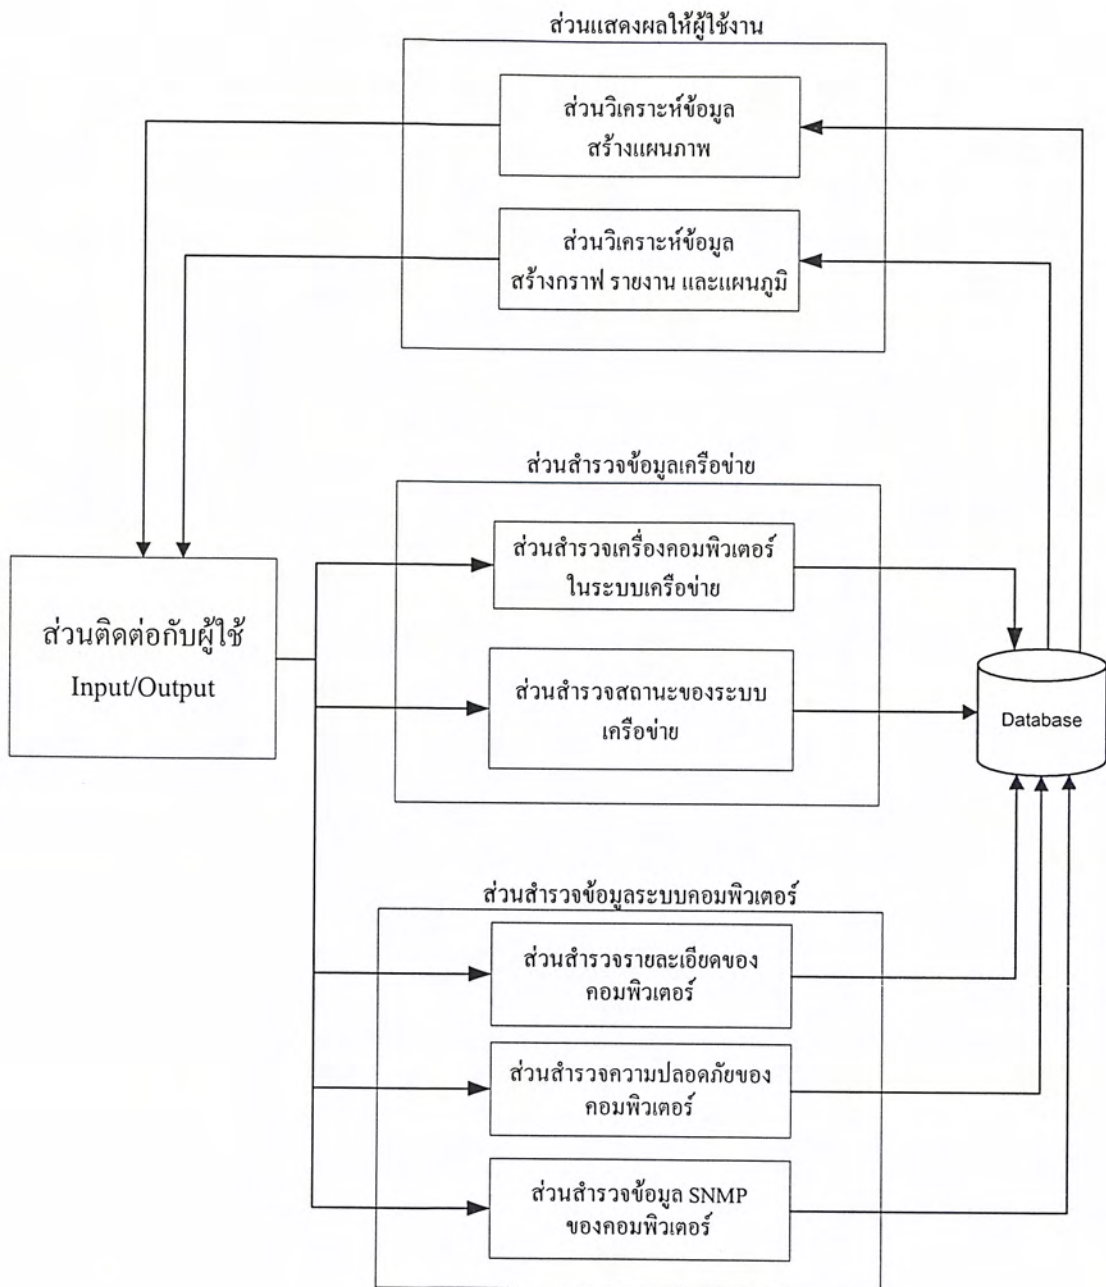 ส่วนแสดงผลให้ผู้ใช้งาน
ส่วนวิเคราะห์ข้อมูล
สร้างแผนภาพ
ส่วนวิเคราะห์ข้อมูล
สร้างกราฟ รายงาน และแผนภูมิ
ส่วนสำรวจข้อมูลเครือข่าย
ส่วนสำรวจเครื่องคอมพิวเตอร์
ในระบบเครือข่าย
ส่วนติดต่อกับผู้ใช้
Input/Output
ส่วนสำรวจสถานะของระบบ
เครือข่าย
Database
ส่วนสำรวจข้อมูลระบบคอมพิวเตอร์
ส่วนสำรวจรายละเอียดของ
คอมพิวเตอร์
ส่วนสำรวจความปลอดภัยของ
คอมพิวเตอร์
ส่วนสำรวจข้อมูล SNMP
ของคอมพิวเตอร์